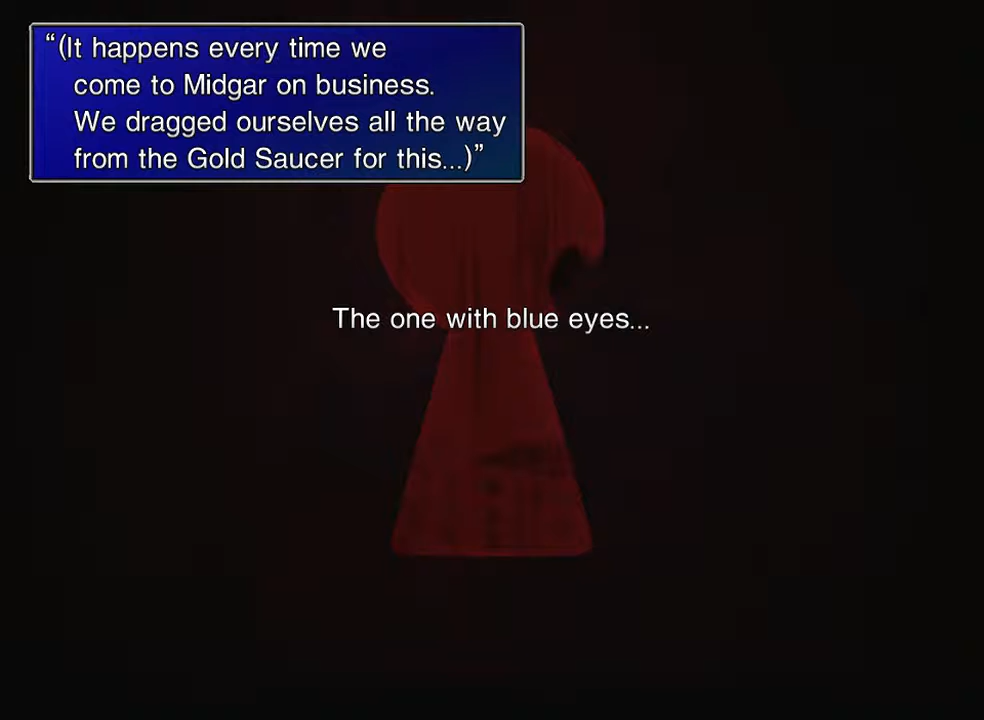 “(It happens every time we
come to Midgar on business.
We dragged ourselves all the way
from the Gold Saucer for this...)”
The one with blue eyes...